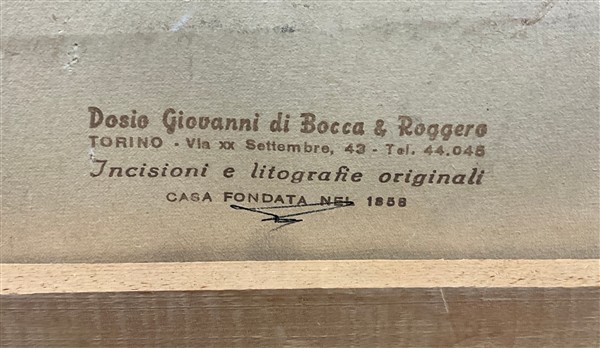 Dosio Giovanni di Bocca & Roggero
TORINO - Via XX Settembre, 43 - Tel. 44.045
Incisioni e litografie originali
CASA FONDATA NEL 1858